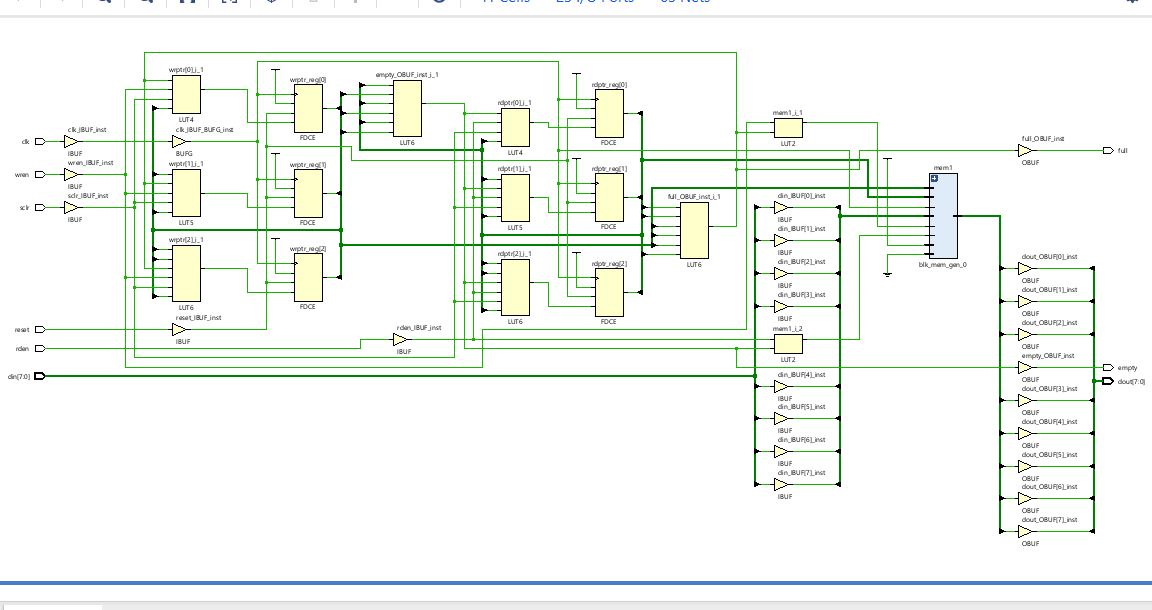 wrptr[0]_i_1
LUT4
wrptr_reg[0]
FDCE
empty_OBUF_inst_i_1
LUT6
rdptr[0]_i_1
LUT4
rdptr_reg[0]
FDCE
mem1_i_1
LUT2
full_OBUF_inst
OBUF
full
clk
clk_IBUF_inst
IBUF
clk_IBUF_BUFG_inst
BUFG
wren
wren_IBUF_inst
IBUF
sclr
sclr_IBUF_inst
IBUF
wrptr[1]_i_1
LUT5
wrptr_reg[1]
FDCE
rdptr[1]_i_1
LUT5
rdptr_reg[1]
FDCE
full_OBUF_inst_i_1
LUT6
mem1
blk_mem_gen_0
din_IBUF[0]_inst
IBUF
din_IBUF[1]_inst
IBUF
din_IBUF[2]_inst
IBUF
din_IBUF[3]_inst
IBUF
wrptr[2]_i_1
LUT6
wrptr_reg[2]
FDCE
rdptr[2]_i_1
LUT6
rdptr_reg[2]
FDCE
reset
reset_IBUF_inst
IBUF
rden
rden_IBUF_inst
IBUF
mem1_i_2
LUT2
din[7:0]
din_IBUF[4]_inst
IBUF
din_IBUF[5]_inst
IBUF
din_IBUF[6]_inst
IBUF
din_IBUF[7]_inst
IBUF
dout_OBUF[0]_inst
OBUF
dout_OBUF[1]_inst
OBUF
dout_OBUF[2]_inst
OBUF
empty_OBUF_inst
OBUF
empty
dout[7:0]
dout_OBUF[3]_inst
OBUF
dout_OBUF[4]_inst
OBUF
dout_OBUF[5]_inst
OBUF
dout_OBUF[6]_inst
OBUF
dout_OBUF[7]_inst
OBUF